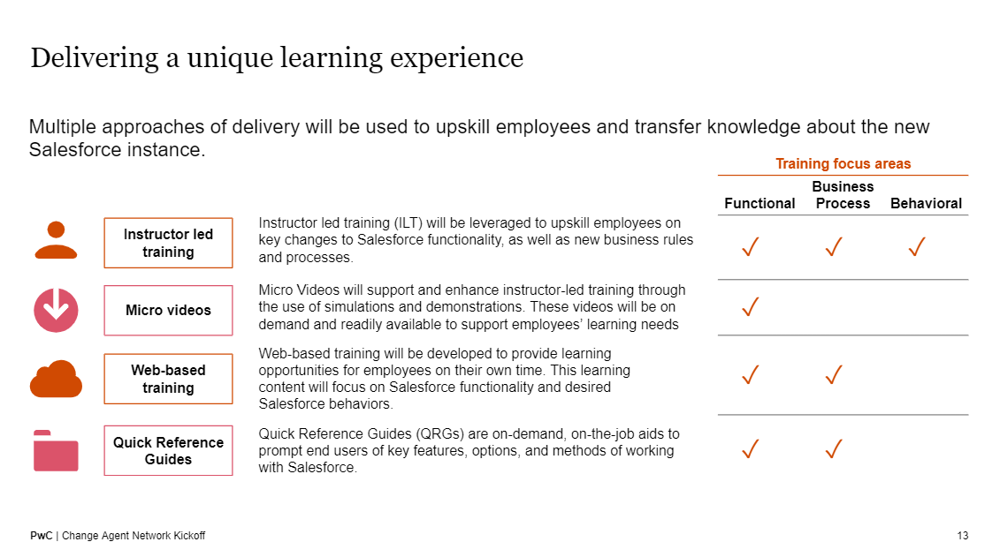 Delivering a unique learning experience
Multiple approaches of delivery will be used to upskill employees and transfer knowledge about the new
Salesforce instance.
Training focus areas
Functional
Business
Process
Behavioral
Instructor led
training
Instructor led training (ILT) will be leveraged to upskill employees on
key changes to Salesforce functionality, as well as new business rules
and processes.
✓ ✓ ✓
Micro videos
Micro Videos will support and enhance instructor-led training through
the use of simulations and demonstrations. These videos will be on
demand and readily available to support employees’ learning needs
✓
Web-based
training
Web-based training will be developed to provide learning
opportunities for employees on their own time. This learning
content will focus on Salesforce functionality and desired
Salesforce behaviors.
✓ ✓
Quick Reference
Guides
Quick Reference Guides (QRGs) are on-demand, on-the-job aids to
prompt end users of key features, options, and methods of working
with Salesforce.
✓ ✓
PwC | Change Agent Network Kickoff
13